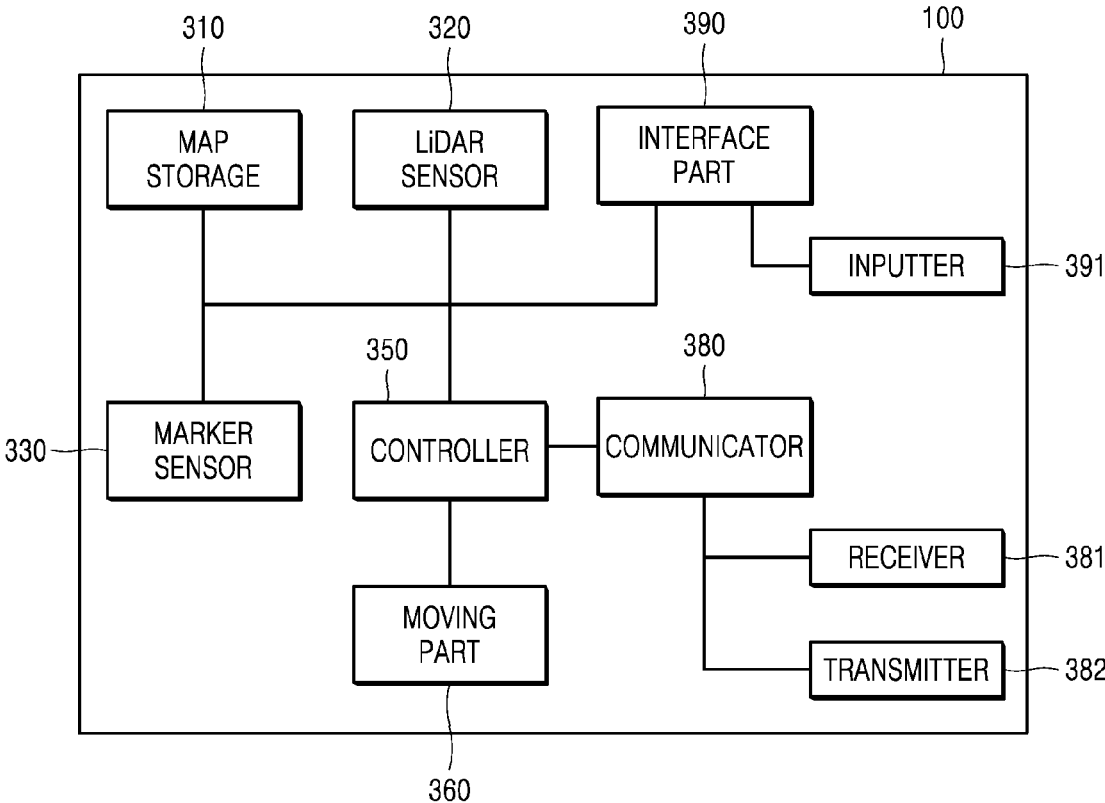 310
320
390
100
MAP
STORAGE
LiDAR
SENSOR
INTERFACE
PART
INPUTTER
391
350
380
330
MARKER
SENSOR
CONTROLLER
COMMUNICATOR
RECEIVER
381
MOVING
PART
TRANSMITTER
382
360